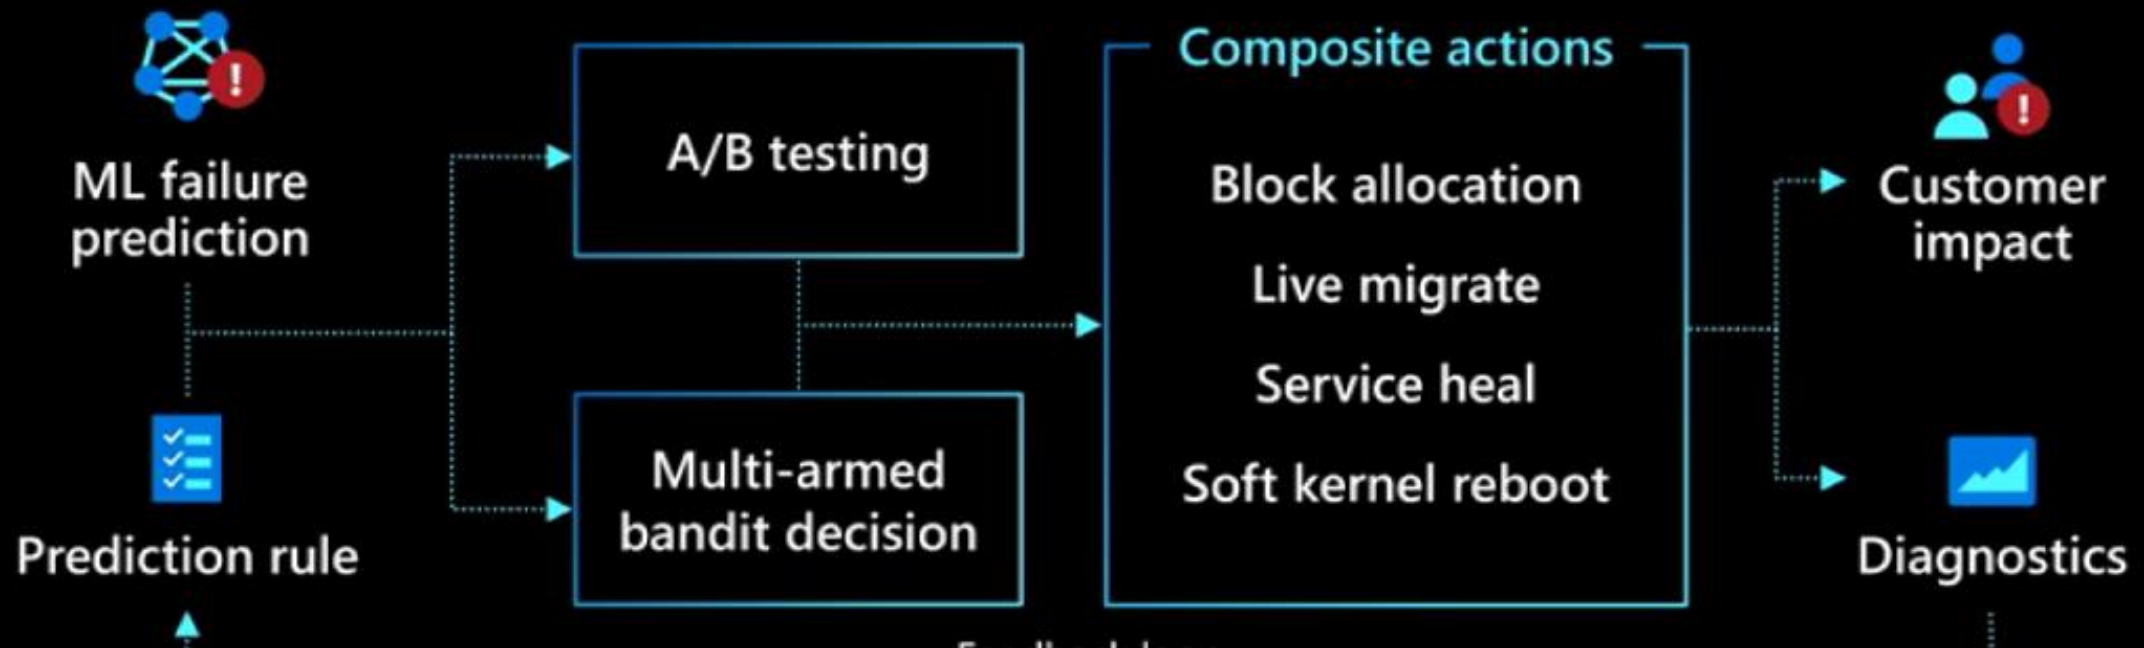 ML failure
prediction
Prediction rule
A/B testing
Multi-armed
bandit decision
Composite actions
Block allocation
Live migrate
Service heal
Soft kernel reboot
Customer
impact
Diagnostics